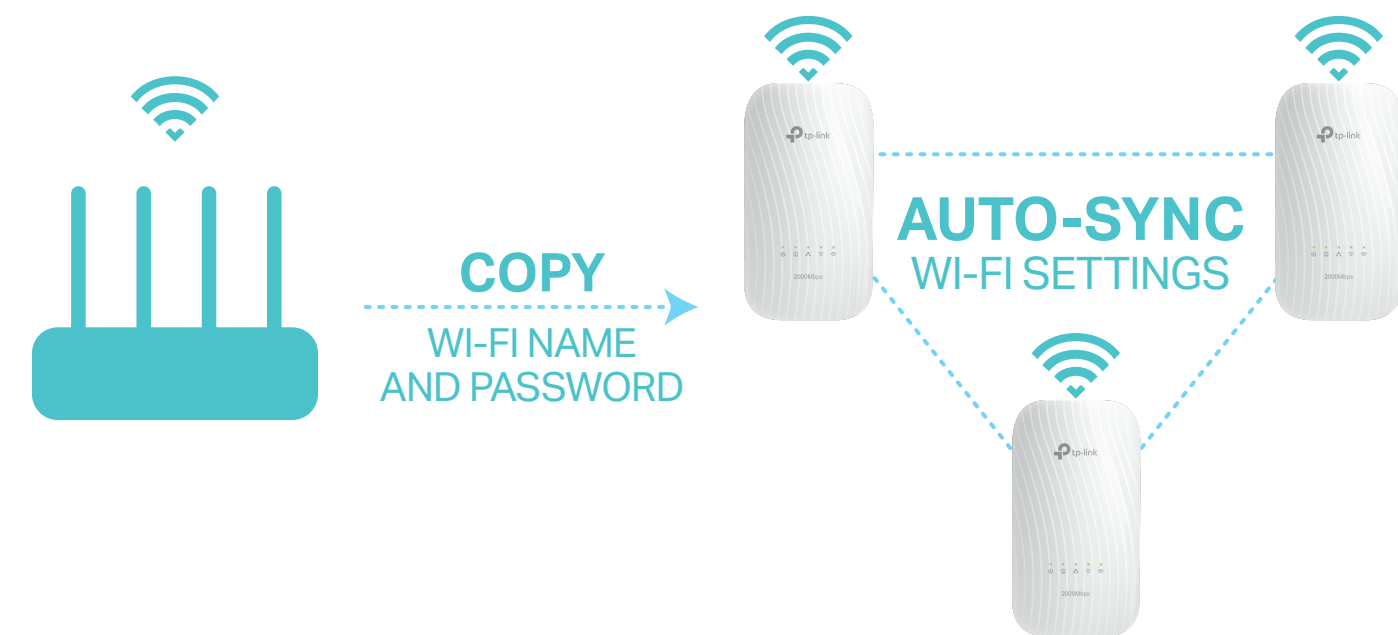 tp-link
2000Mbps
tp-link
2000Mbps
COPY
WI-FI NAME
AND PASSWORD
AUTO-SYNC
WI-FI SETTINGS
tp-link
2000Mbps